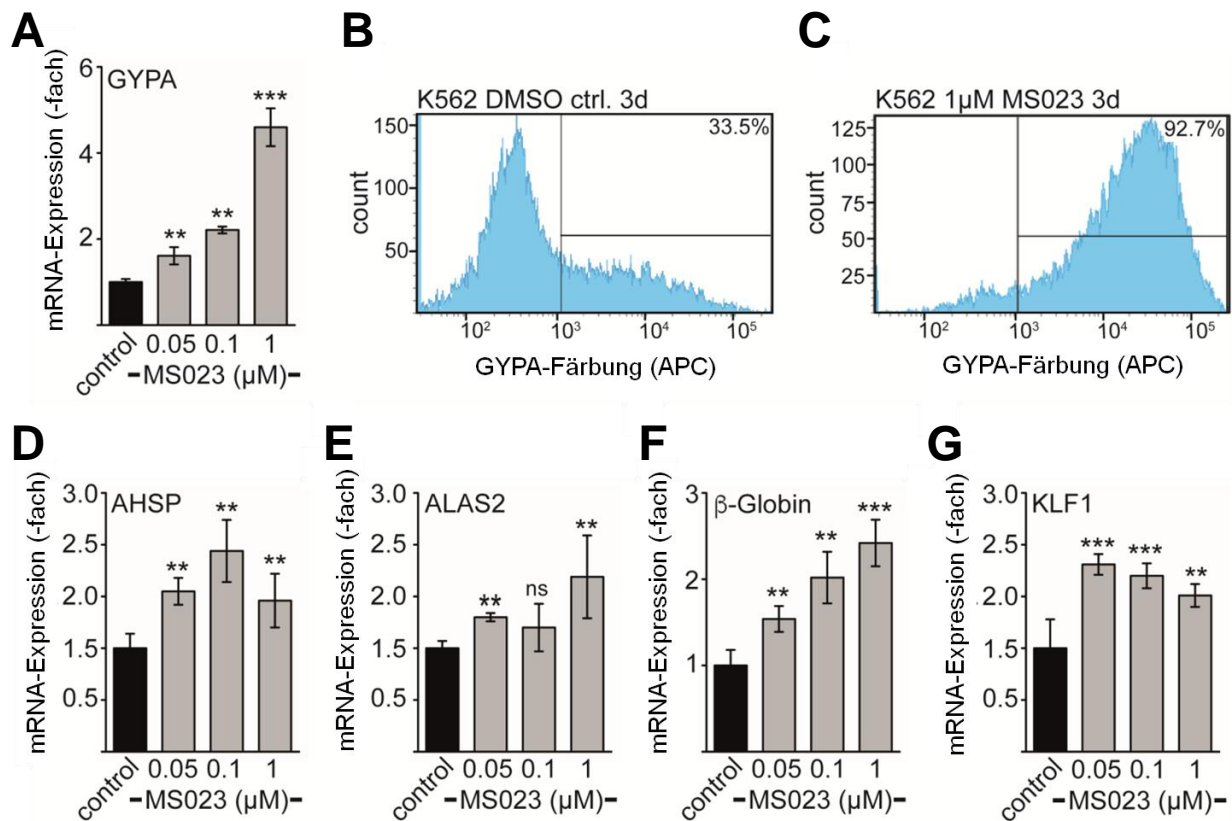 A
mRNA-Expression (-fach)
GYPA
6
4
2
**
**
***
control
0.05 0.1 1
MS023 (µM)
B
K562 DMSO ctrl. 3d
33.5%
count
150
100
50
10² 10³ 10⁴ 10⁵
GYPA-Färbung (APC)
C
K562 1µM MS023 3d
92.7%
count
125
100
75
50
25
10² 10³ 10⁴ 10⁵
GYPA-Färbung (APC)
D
mRNA-Expression (-fach)
AHSP
3.0
2.5
2.0
1.5
0.5
**
**
**
control
0.05 0.1 1
MS023 (µM)
E
mRNA-Expression (-fach)
ALAS2
3.0
2.5
2.0
1.5
0.5
**
ns
**
control
0.05 0.1 1
MS023 (µM)
F
mRNA-Expression (-fach)
β-Globin
3
2
1
**
**
***
control
0.05 0.1 1
MS023 (µM)
G
mRNA-Expression (-fach)
KLF1
3.0
2.5
2.0
1.5
0.5
***
***
**
control
0.05 0.1 1
MS023 (µM)